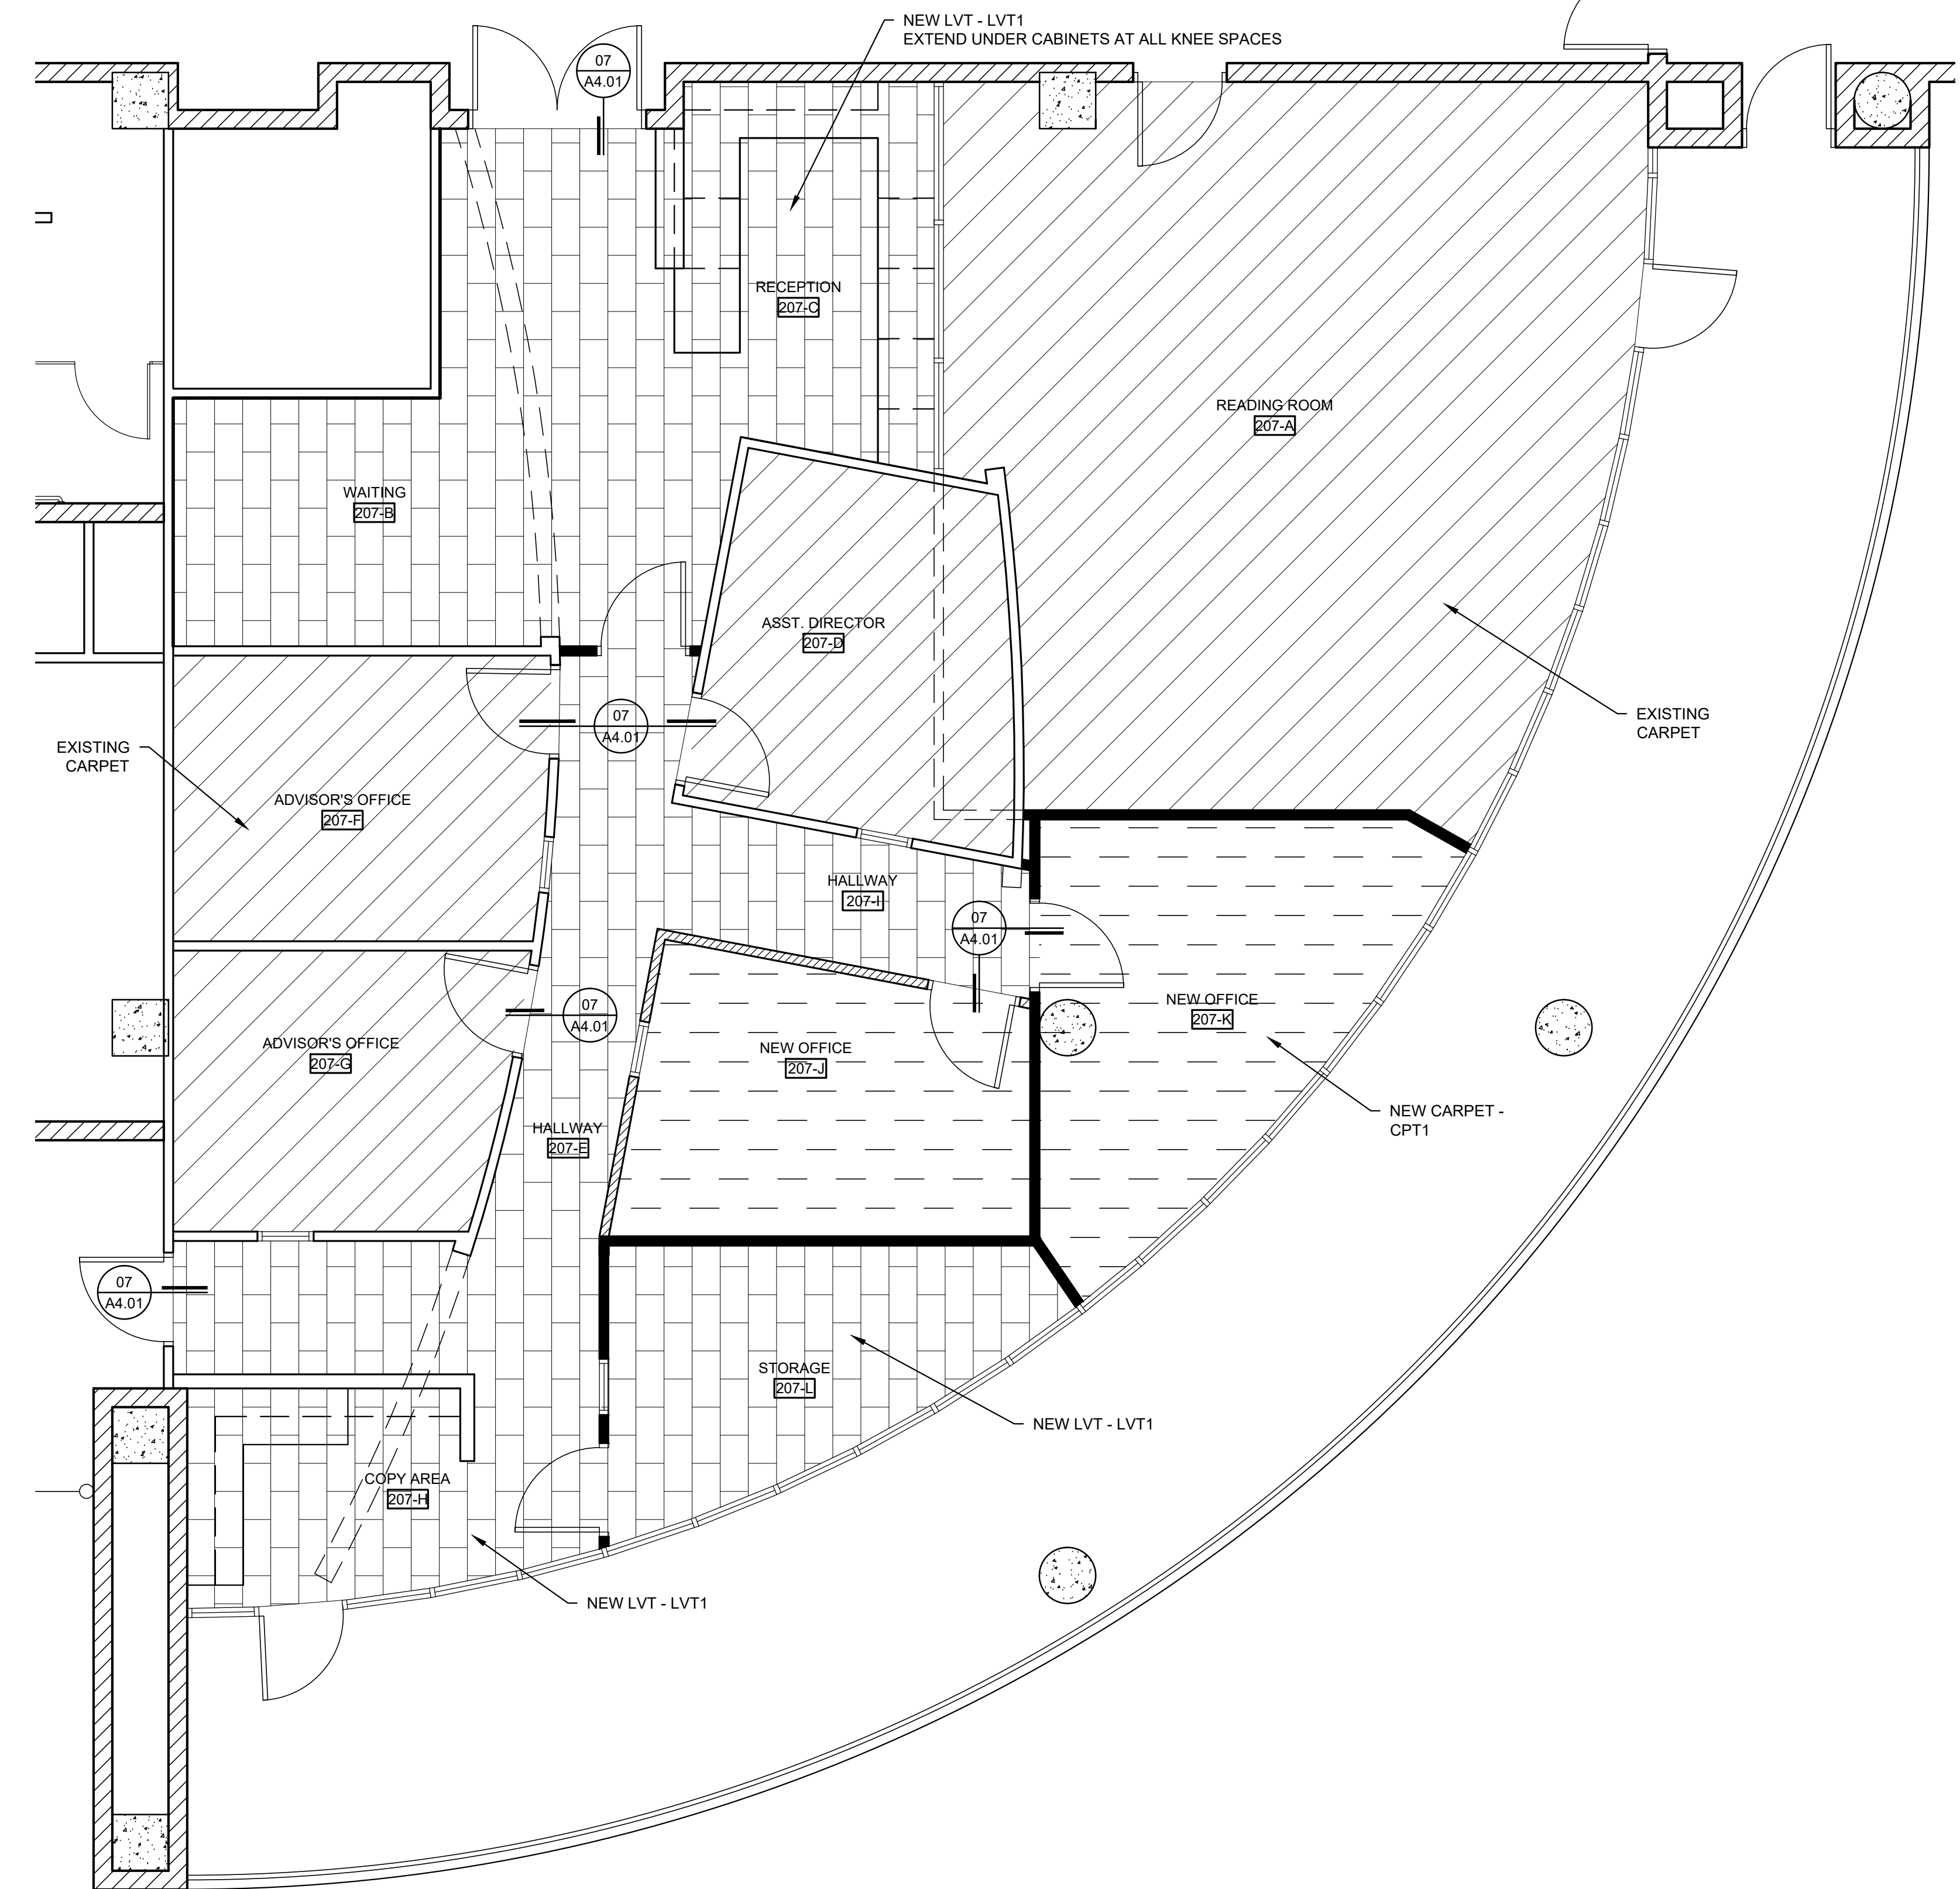 NEW LVT - LVT1
EXTEND UNDER CABINETS AT ALL KNEE SPACES
07
A4.01
RECEPTION
207-C
READING ROOM
207-A
WAITING
207-B
ASST. DIRECTOR
207-D
07
A4.01
EXISTING
CARPET
EXISTING
CARPET
ADVISOR'S OFFICE
207-F
HALLWAY
207-I
07
A4.01
NEW OFFICE
207-K
07
A4.01
ADVISOR'S OFFICE
207-G
NEW OFFICE
207-J
NEW CARPET -
CPT1
HALLWAY
207-E
07
A4.01
STORAGE
207-L
NEW LVT - LVT1
COPY AREA
207-H
NEW LVT - LVT1